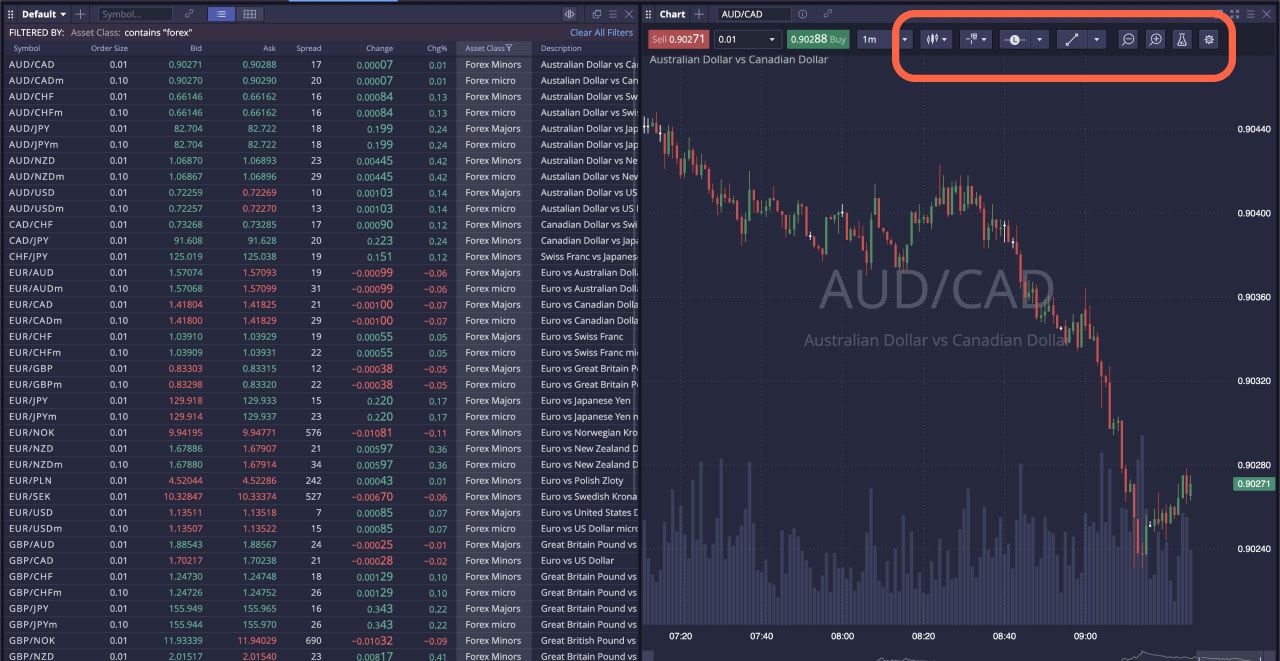 Default Symbol... Chart AUD/CAD
FILTERED BY: Asset Class: contains "forex" Clear All Filters
Sell 0.90271 0.01 0.90288 Buy 1m L
Symbol Order Size Bid Ask Spread Change Chg% Asset Class Description
Australian Dollar vs Canadian Dollar
AUD/CAD 0.01 0.90271 0.90288 17 0.00007 0.01 Forex Minors Australian Dollar vs Ca
AUD/CADm 0.10 0.90270 0.90290 20 0.00007 0.01 Forex micro Australian Dollar vs Can
AUD/CHF 0.01 0.66146 0.66162 16 0.00084 0.13 Forex Minors Australian Dollar vs Sw
AUD/CHFm 0.10 0.66146 0.66162 16 0.00084 0.13 Forex micro Australian Dollar vs Swis
AUD/JPY 0.01 82.704 82.722 18 0.199 0.24 Forex Majors Australian Dollar vs Jap
AUD/JPYm 0.10 82.704 82.722 18 0.199 0.24 Forex micro Australian Dollar vs Jap
AUD/NZD 0.01 1.06870 1.06893 23 0.00445 0.42 Forex Minors Australian Dollar vs Ne
AUD/NZDm 0.10 1.06867 1.06896 29 0.00445 0.42 Forex micro Australian Dollar vs New
AUD/USD 0.01 0.72259 0.72269 10 0.00103 0.14 Forex Majors Australian Dollar vs US
AUD/USDm 0.10 0.72257 0.72270 13 0.00103 0.14 Forex micro Australian Dollar vs US
CAD/CHF 0.01 0.73268 0.73285 17 0.00090 0.12 Forex Minors Canadian Dollar vs Swi
CAD/JPY 0.01 91.608 91.628 20 0.223 0.24 Forex Minors Canadian Dollar vs Japa
CHF/JPY 0.01 125.019 125.038 19 0.151 0.12 Forex Minors Swiss Franc vs Japanes
EUR/AUD 0.01 1.57074 1.57093 19 −0.00099 −0.06 Forex Majors Euro vs Australian Dolla
EUR/AUDm 0.10 1.57068 1.57099 31 −0.00099 −0.06 Forex micro Euro vs Australian Dolla
EUR/CAD 0.01 1.41804 1.41825 21 −0.00100 −0.07 Forex Majors Euro vs Canadian Dolla
EUR/CADm 0.10 1.41800 1.41829 29 −0.00100 −0.07 Forex micro Euro vs Canadian Dolla
EUR/CHF 0.01 1.03910 1.03929 19 0.00055 0.05 Forex Majors Euro vs Swiss Franc
EUR/CHFm 0.10 1.03909 1.03931 22 0.00055 0.05 Forex micro Euro vs Swiss Franc mi
EUR/GBP 0.01 0.83303 0.83315 12 −0.00038 −0.05 Forex Majors Euro vs Great Britain P
EUR/GBPm 0.10 0.83298 0.83320 22 −0.00038 −0.05 Forex micro Euro vs Great Britain P
EUR/JPY 0.01 129.918 129.933 15 0.220 0.17 Forex Majors Euro vs Japanese Yen
EUR/JPYm 0.10 129.914 129.937 23 0.220 0.17 Forex micro Euro vs Japanese Yen m
EUR/NOK 0.01 9.94195 9.94771 576 −0.01081 −0.11 Forex Minors Euro vs Norwegian Kro
EUR/NZD 0.01 1.67886 1.67907 21 0.00597 0.36 Forex Minors Euro vs New Zealand D
EUR/NZDm 0.10 1.67880 1.67914 34 0.00597 0.36 Forex micro Euro vs New Zealand D
EUR/PLN 0.01 4.52044 4.52286 242 0.00043 0.01 Forex Minors Euro vs Polish Zloty
EUR/SEK 0.01 10.32847 10.33374 527 −0.00670 −0.06 Forex Minors Euro vs Swedish Krona
EUR/USD 0.01 1.13511 1.13518 7 0.00085 0.07 Forex Majors Euro vs United States D
EUR/USDm 0.10 1.13507 1.13522 15 0.00085 0.07 Forex micro Euro vs US Dollar micro
GBP/AUD 0.01 1.88543 1.88567 24 −0.00025 −0.01 Forex Majors Great Britain Pound vs
GBP/CAD 0.01 1.70217 1.70238 21 −0.00028 −0.02 Forex Minors Euro vs US Dollar
GBP/CHF 0.01 1.24730 1.24748 18 0.00129 0.10 Forex Minors Great Britain Pound vs
GBP/CHFm 0.10 1.24726 1.24752 26 0.00129 0.10 Forex micro Great Britain Pound vs
GBP/JPY 0.01 155.949 155.965 16 0.343 0.22 Forex Majors Great Britain Pound vs
GBP/JPYm 0.10 155.944 155.970 26 0.343 0.22 Forex micro Great Britain Pound vs
GBP/NOK 0.01 11.93339 11.94029 690 −0.01032 −0.09 Forex Minors Great British Pound vs
GBP/NZD 0.01 2.01517 2.01540 23 0.00817 0.41 Forex Minors Great Britain Pound vs
AUD/CAD
Australian Dollar vs Canadian Dollar
0.90440
0.90400
0.90360
0.90320
0.90280
0.90271
0.90240
07:20 07:40 08:00 08:20 08:40 09:00